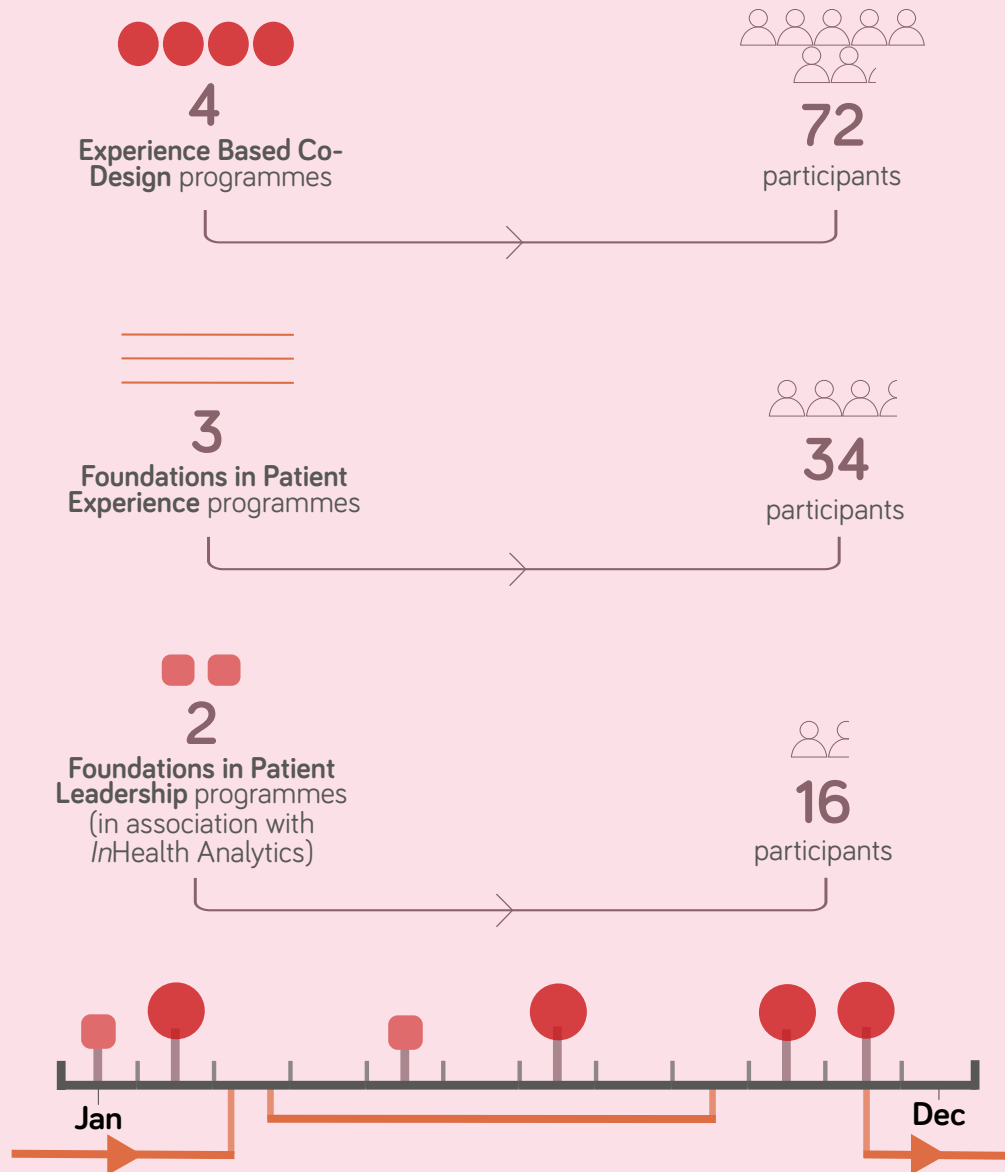 4
Experience Based Co-
Design programmes
72
participants
3
Foundations in Patient
Experience programmes
34
participants
2
Foundations in Patient
Leadership programmes
(in association with
InHealth Analytics)
16
participants
Jan
Dec